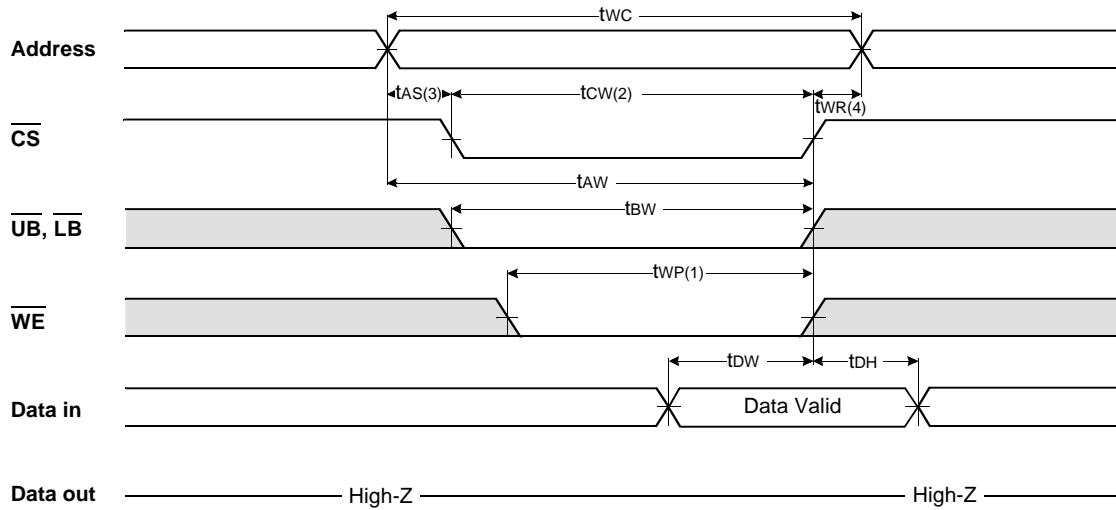 tWC
Address
tAS(3) tCW(2) tWR(4)
CS
tAW
UB, LB tBW
tWP(1)
WE
tDW tDH
Data in Data Valid
Data out High-Z High-Z